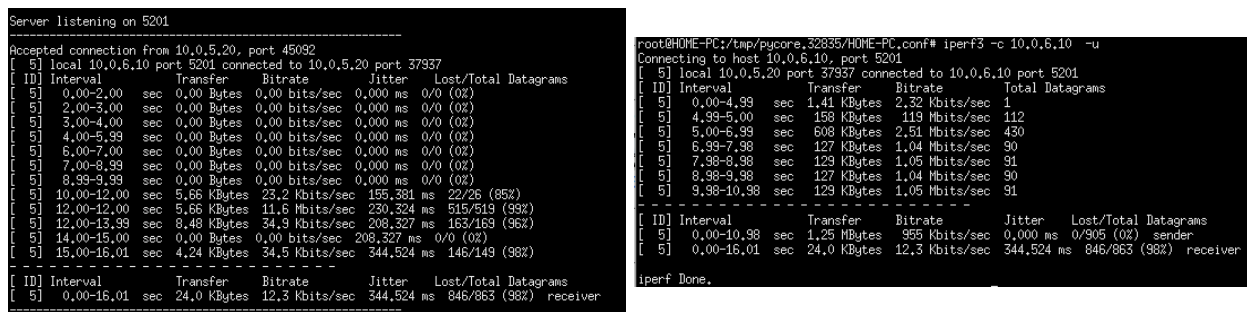 Server listening on 5201
-----------------------------------------------------------
Accepted connection from 10.0.5.20, port 45092
[  5] local 10.0.6.10 port 5201 connected to 10.0.5.20 port 37937
[ ID] Interval           Transfer     Bitrate         Jitter    Lost/Total Datagrams
[  5]   0.00-2.00   sec  0.00 Bytes  0.00 bits/sec  0.000 ms  0/0 (0%)
[  5]   2.00-3.00   sec  0.00 Bytes  0.00 bits/sec  0.000 ms  0/0 (0%)
[  5]   3.00-4.00   sec  0.00 Bytes  0.00 bits/sec  0.000 ms  0/0 (0%)
[  5]   4.00-5.99   sec  0.00 Bytes  0.00 bits/sec  0.000 ms  0/0 (0%)
[  5]   6.00-7.00   sec  0.00 Bytes  0.00 bits/sec  0.000 ms  0/0 (0%)
[  5]   7.00-8.99   sec  0.00 Bytes  0.00 bits/sec  0.000 ms  0/0 (0%)
[  5]   8.99-9.99   sec  0.00 Bytes  0.00 bits/sec  0.000 ms  0/0 (0%)
[  5]  10.00-12.00  sec  5.66 KBytes  23.2 Kbits/sec  155.381 ms  22/26 (85%)
[  5]  12.00-12.00  sec  5.66 KBytes  11.6 Mbits/sec  230.324 ms  515/519 (99%)
[  5]  12.00-13.99  sec  8.48 KBytes  34.9 Kbits/sec  208.327 ms  163/169 (96%)
[  5]  14.00-15.00  sec  0.00 Bytes  0.00 bits/sec  208.327 ms  0/0 (0%)
[  5]  15.00-16.01  sec  4.24 KBytes  34.5 Kbits/sec  344.524 ms  146/149 (98%)
- - - - - - - - - - - - - - - - - - - - - - - - -
[ ID] Interval           Transfer     Bitrate         Jitter    Lost/Total Datagrams
[  5]   0.00-16.01  sec  24.0 KBytes  12.3 Kbits/sec  344.524 ms  846/863 (98%)  receiver
-----------------------------------------------------------
root@HOME-PC:/tmp/pycore.32835/HOME-PC.conf# iperf3 -c 10.0.6.10  -u
Connecting to host 10.0.6.10, port 5201
[  5] local 10.0.5.20 port 37937 connected to 10.0.6.10 port 5201
[ ID] Interval           Transfer     Bitrate         Total Datagrams
[  5]   0.00-4.99   sec  1.41 KBytes  2.32 Kbits/sec  1
[  5]   4.99-5.00   sec   158 KBytes   119 Mbits/sec  112
[  5]   5.00-6.99   sec   608 KBytes  2.51 Mbits/sec  430
[  5]   6.99-7.98   sec   127 KBytes  1.04 Mbits/sec  90
[  5]   7.98-8.98   sec   129 KBytes  1.05 Mbits/sec  91
[  5]   8.98-9.98   sec   127 KBytes  1.04 Mbits/sec  90
[  5]   9.98-10.98  sec   129 KBytes  1.05 Mbits/sec  91
- - - - - - - - - - - - - - - - - - - - - - - - -
[ ID] Interval           Transfer     Bitrate         Jitter    Lost/Total Datagrams
[  5]   0.00-10.98  sec  1.25 MBytes   955 Kbits/sec  0.000 ms  0/905 (0%)  sender
[  5]   0.00-16.01  sec  24.0 KBytes  12.3 Kbits/sec  344.524 ms  846/863 (98%)  receiver
iperf Done.